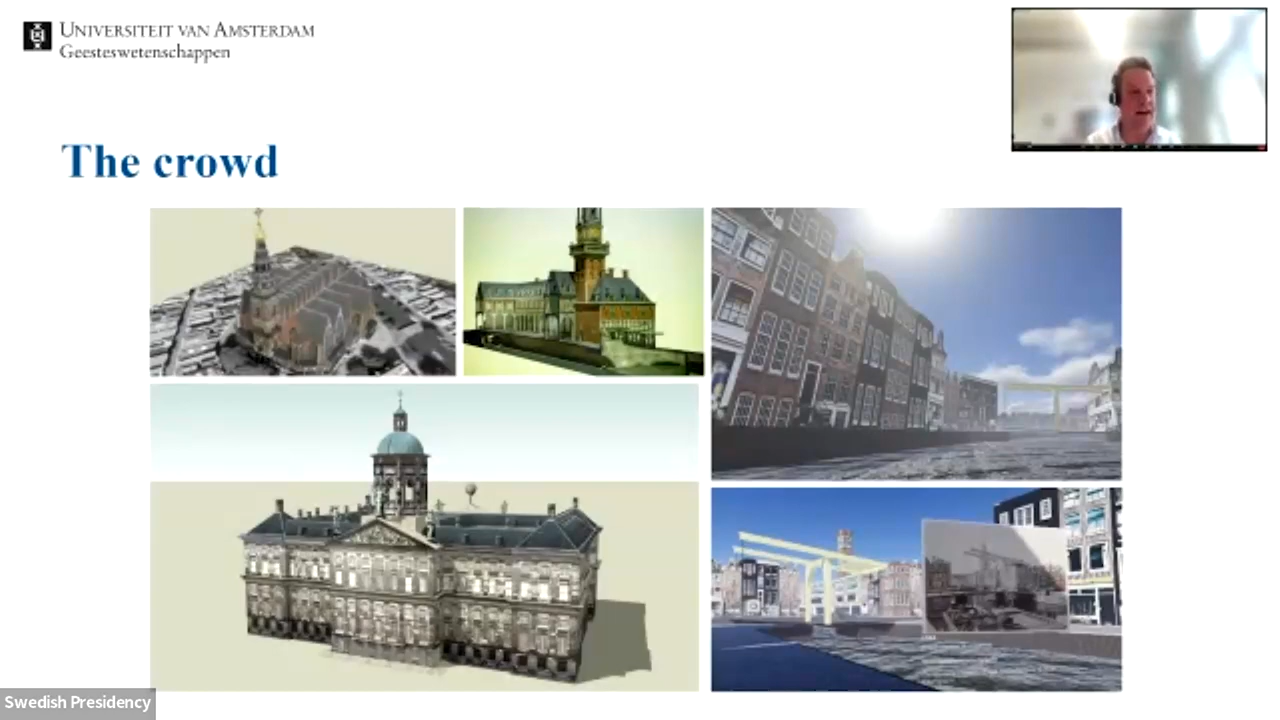 UNIVERSITEIT VAN AMSTERDAM
Geesteswetenschappen
The crowd
Swedish Presidency